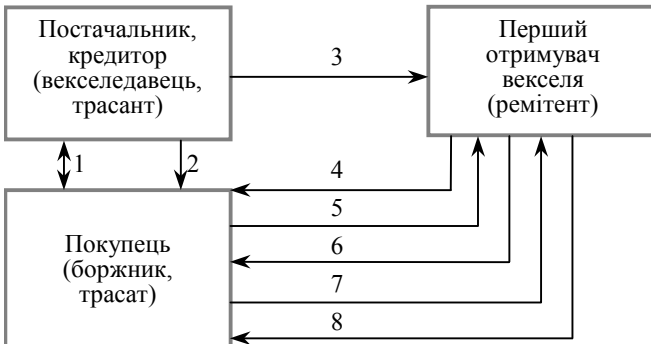 Постачальник,
кредитор
(векселедавець,
трасант)
3
Перший
отримувач
векселя
(ремітент)
1
2
4
5
6
7
8
Покупець
(боржник,
трасат)